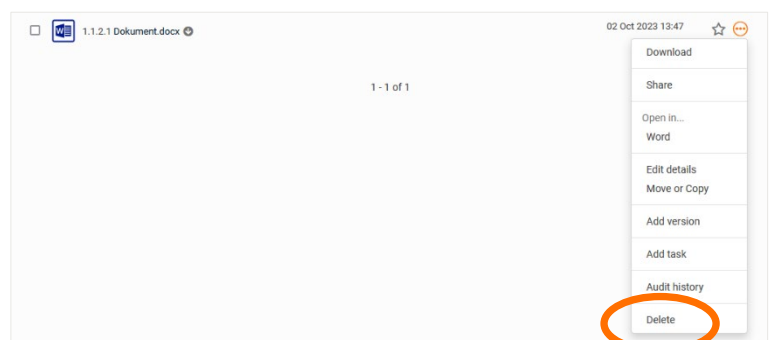 1.1.2.1 Dokument.docx
02 Oct 2023 13:47
Download
Share
1 - 1 of 1
Open in...
Word
Edit details
Move or Copy
Add version
Add task
Audit history
Delete